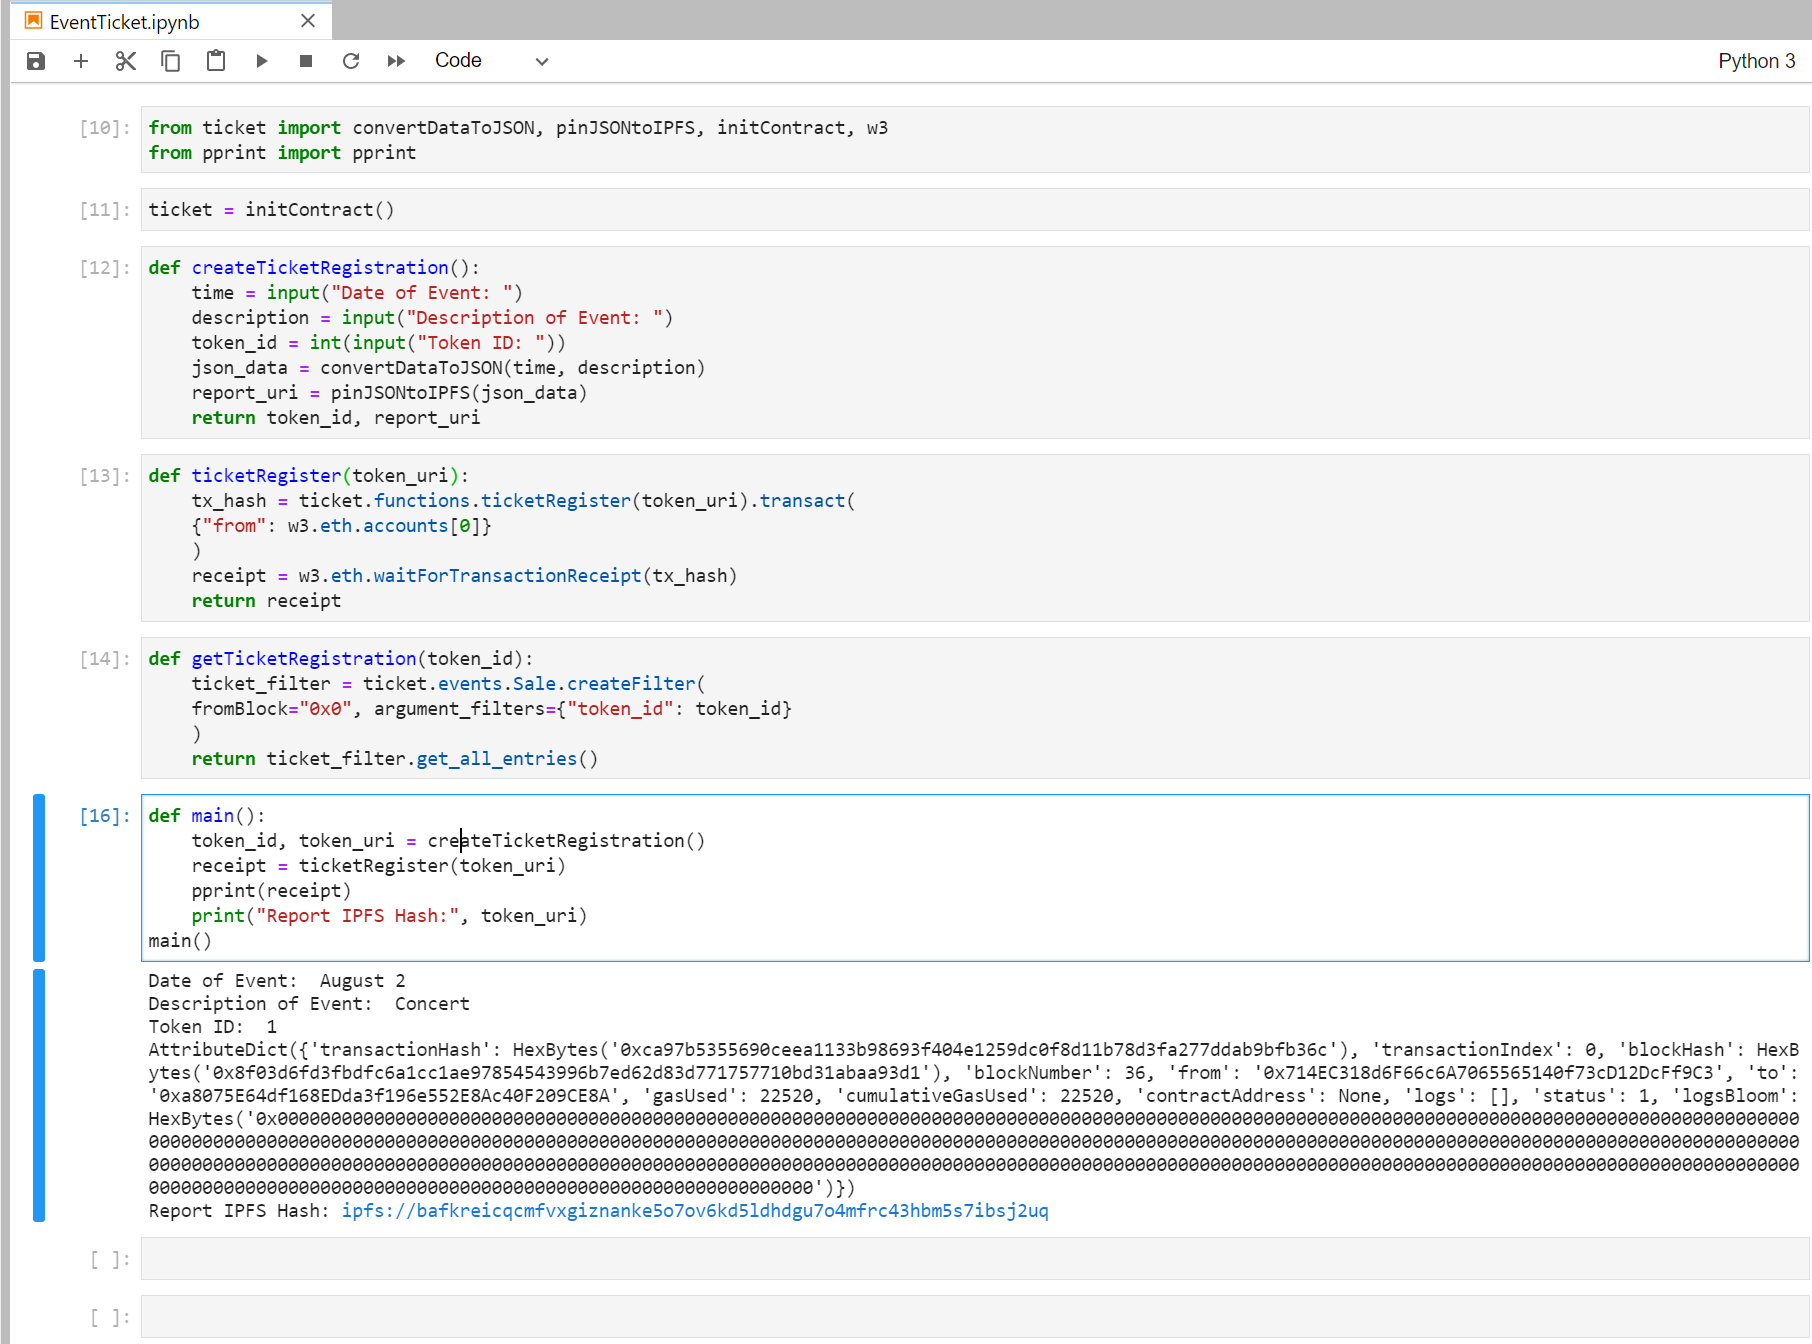 EventTicket.ipynb
Code
Python 3
[10]:
from ticket import convertDataToJSON, pinJSONtoIPFS, initContract, w3
from pprint import pprint
[11]:
ticket = initContract()
[12]:
def createTicketRegistration():
    time = input("Date of Event: ")
    description = input("Description of Event: ")
    token_id = int(input("Token ID: "))
    json_data = convertDataToJSON(time, description)
    report_uri = pinJSONtoIPFS(json_data)
    return token_id, report_uri
[13]:
def ticketRegister(token_uri):
    tx_hash = ticket.functions.ticketRegister(token_uri).transact(
    {"from": w3.eth.accounts[0]}
    )
    receipt = w3.eth.waitForTransactionReceipt(tx_hash)
    return receipt
[14]:
def getTicketRegistration(token_id):
    ticket_filter = ticket.events.Sale.createFilter(
    fromBlock="0x0", argument_filters={"token_id": token_id}
    )
    return ticket_filter.get_all_entries()
[16]:
def main():
    token_id, token_uri = createTicketRegistration()
    receipt = ticketRegister(token_uri)
    pprint(receipt)
    print("Report IPFS Hash:", token_uri)
main()
Date of Event:  August 2
Description of Event:  Concert
Token ID:  1
AttributeDict({'transactionHash': HexBytes('0xca97b5355690ceea1133b98693f404e1259dc0f8d11b78d3fa277ddab9bfb36c'), 'transactionIndex': 0, 'blockHash': HexB
ytes('0x8f03d6fd3fbdfc6a1cc1ae97854543996b7ed62d83d771757710bd31abaa93d1'), 'blockNumber': 36, 'from': '0x714EC318d6F66c6A7065565140f73cD12DcFf9C3', 'to':
'0xa8075E64df168EDda3f196e552E8Ac40F209CE8A', 'gasUsed': 22520, 'cumulativeGasUsed': 22520, 'contractAddress': None, 'logs': [], 'status': 1, 'logsBloom':
HexBytes('0x0000000000000000000000000000000000000000000000000000000000000000000000000000000000000000000000000000000000000000000000000000000000000000000000
0000000000000000000000000000000000000000000000000000000000000000000000000000000000000000000000000000000000000000000000000000000000000000000000000000000000
0000000000000000000000000000000000000000000000000000000000000000000000000000000000000000000000000000000000000000000000000000000000000000000000000000000000
00000000000000000000000000000000000000000000000000000000000000')})
Report IPFS Hash: ipfs://bafkreicqcmfvxgiznanke5o7ov6kd5ldhdgu7o4mfrc43hbm5s7ibsj2uq
[ ]:
[ ]: